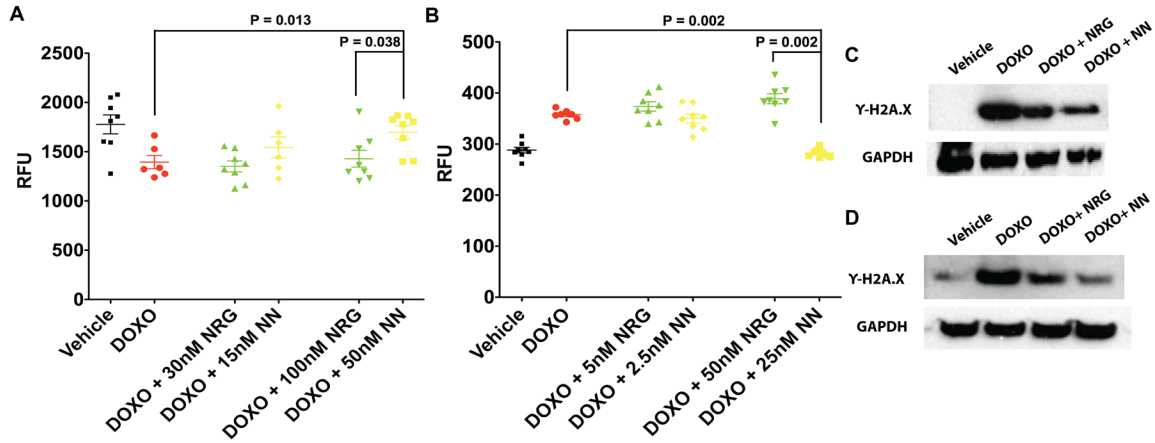 A
P = 0.013
P = 0.038
2500
2000
1500
1000
500
0
RFU
Vehicle
DOXO
DOXO + 30nM NRG
DOXO + 15nM NN
DOXO + 100nM NRG
DOXO + 50nM NN
B
P = 0.002
P = 0.002
500
400
300
200
100
0
RFU
Vehicle
DOXO
DOXO + 5nM NRG
DOXO + 2.5nM NN
DOXO + 50nM NRG
DOXO + 25nM NN
C
Vehicle
DOXO
DOXO + NRG
DOXO + NN
Y-H2A.X
GAPDH
D
Vehicle
DOXO
DOXO+ NRG
DOXO+ NN
Y-H2A.X
GAPDH